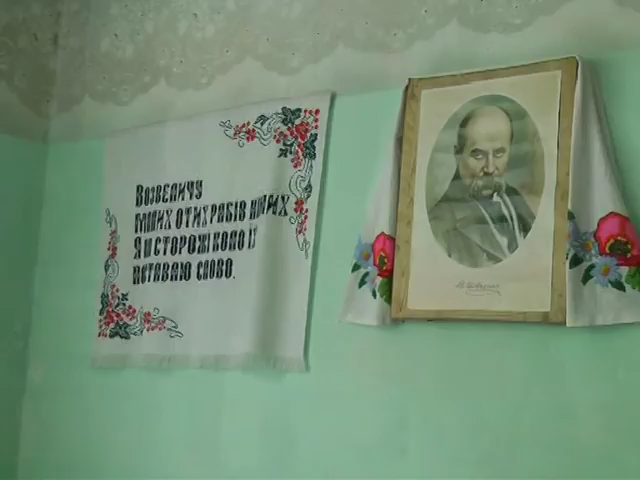 Возвеличу
малих отих рабів німих
Я на сторожі коло їх
поставлю слово.